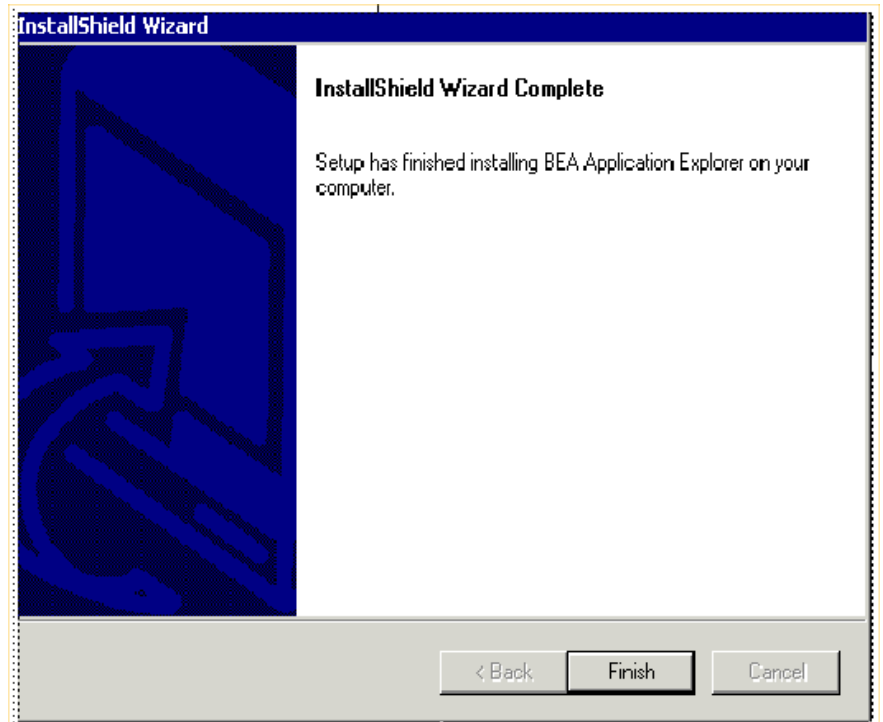 InstallShield Wizard
InstallShield Wizard Complete
Setup has finished installing BEA Application Explorer on your
computer.
< Back
Finish
Cancel